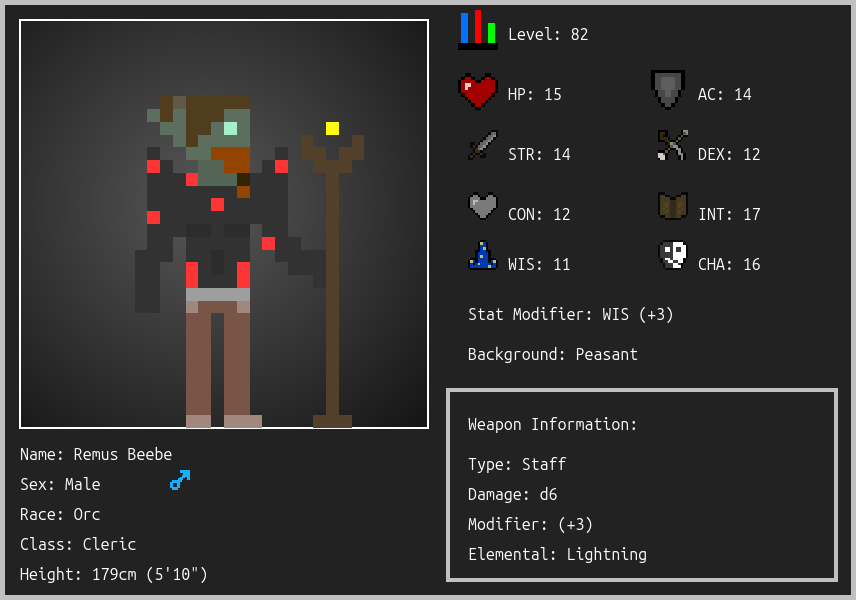 Level: 82
HP: 15
AC: 14
STR: 14
DEX: 12
CON: 12
INT: 17
WIS: 11
CHA: 16
Stat Modifier: WIS (+3)
Background: Peasant
Weapon Information:
Type: Staff
Damage: d6
Modifier: (+3)
Elemental: Lightning
Name: Remus Beebe
Sex: Male
Race: Orc
Class: Cleric
Height: 179cm (5'10")